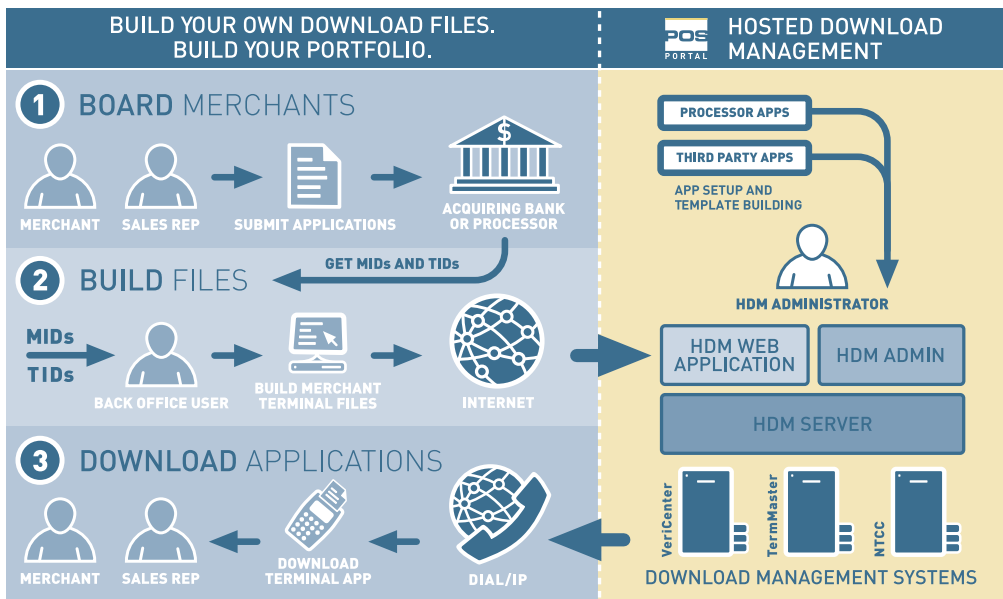 BUILD YOUR OWN DOWNLOAD FILES.
BUILD YOUR PORTFOLIO.
POS
PORTAL
HOSTED DOWNLOAD
MANAGEMENT
1 BOARD MERCHANTS
MERCHANT
SALES REP
SUBMIT APPLICATIONS
$
ACQUIRING BANK
OR PROCESSOR
GET MIDs AND TIDs
2 BUILD FILES
MIDs
TIDs
BACK OFFICE USER
BUILD MERCHANT
TERMINAL FILES
INTERNET
3 DOWNLOAD APPLICATIONS
MERCHANT
SALES REP
DOWNLOAD
TERMINAL APP
DIAL/IP
PROCESSOR APPS
THIRD PARTY APPS
APP SETUP AND
TEMPLATE BUILDING
HDM ADMINISTRATOR
HDM WEB
APPLICATION
HDM ADMIN
HDM SERVER
VeriCenter
TermMaster
NTCC
DOWNLOAD MANAGEMENT SYSTEMS